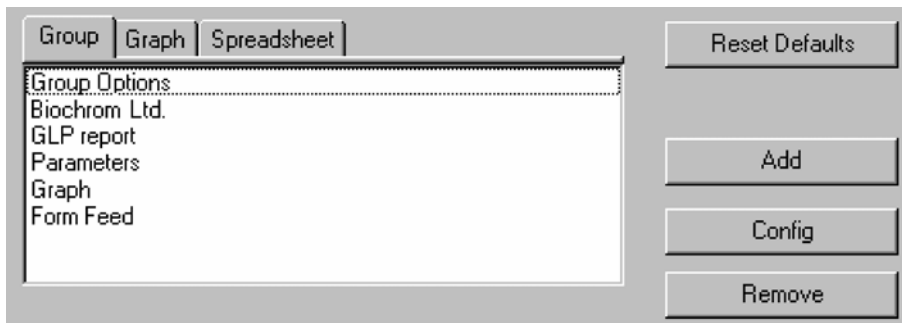 Group Graph Spreadsheet
Group Options
Biochrom Ltd.
GLP report
Parameters
Graph
Form Feed
Reset Defaults
Add
Config
Remove